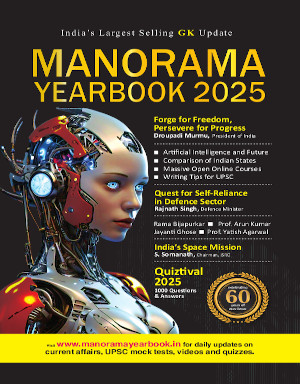 India's Largest Selling GK Update
MANORAMA
YEARBOOK 2025
Forge for Freedom,
Persevere for Progress
Droupadi Murmu, President of India
Artificial Intelligence and Future
Comparison of Indian States
Massive Open Online Courses
Writing Tips for UPSC
Quest for Self-Reliance
in Defence Sector
Rajnath Singh, Defence Minister
Rama Bijapurkar ■ Prof. Arun Kumar
Jayanti Ghose ■ Prof. Yatish Agarwal
India's Space Mission
S. Somanath, Chairman, ISRO
Quiztival
2025
1000 Questions
& Answers
60
YEARS OF
Visit www.manoramayearbook.in for daily updates on
current affairs, UPSC mock tests, videos and quizzes.